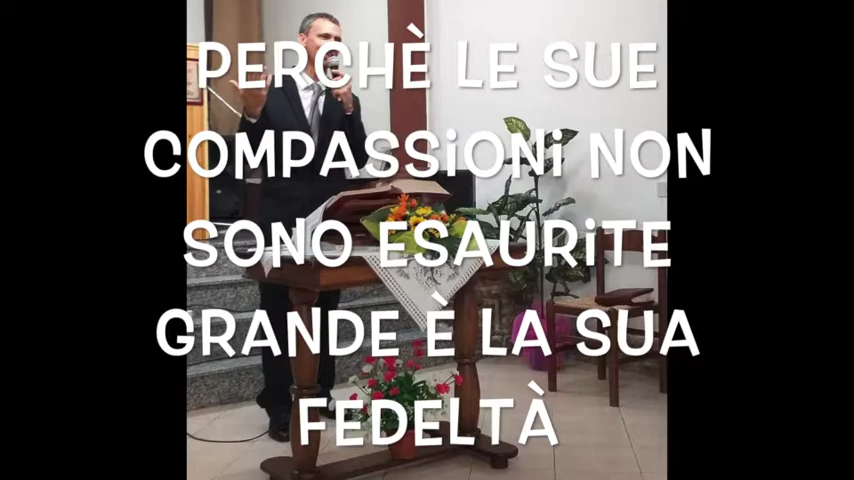 PERCHÈ LE SUE
COMPASSiONi NON
SONO ESAURiTE
GRANDE È LA SUA
FEDELTÀ